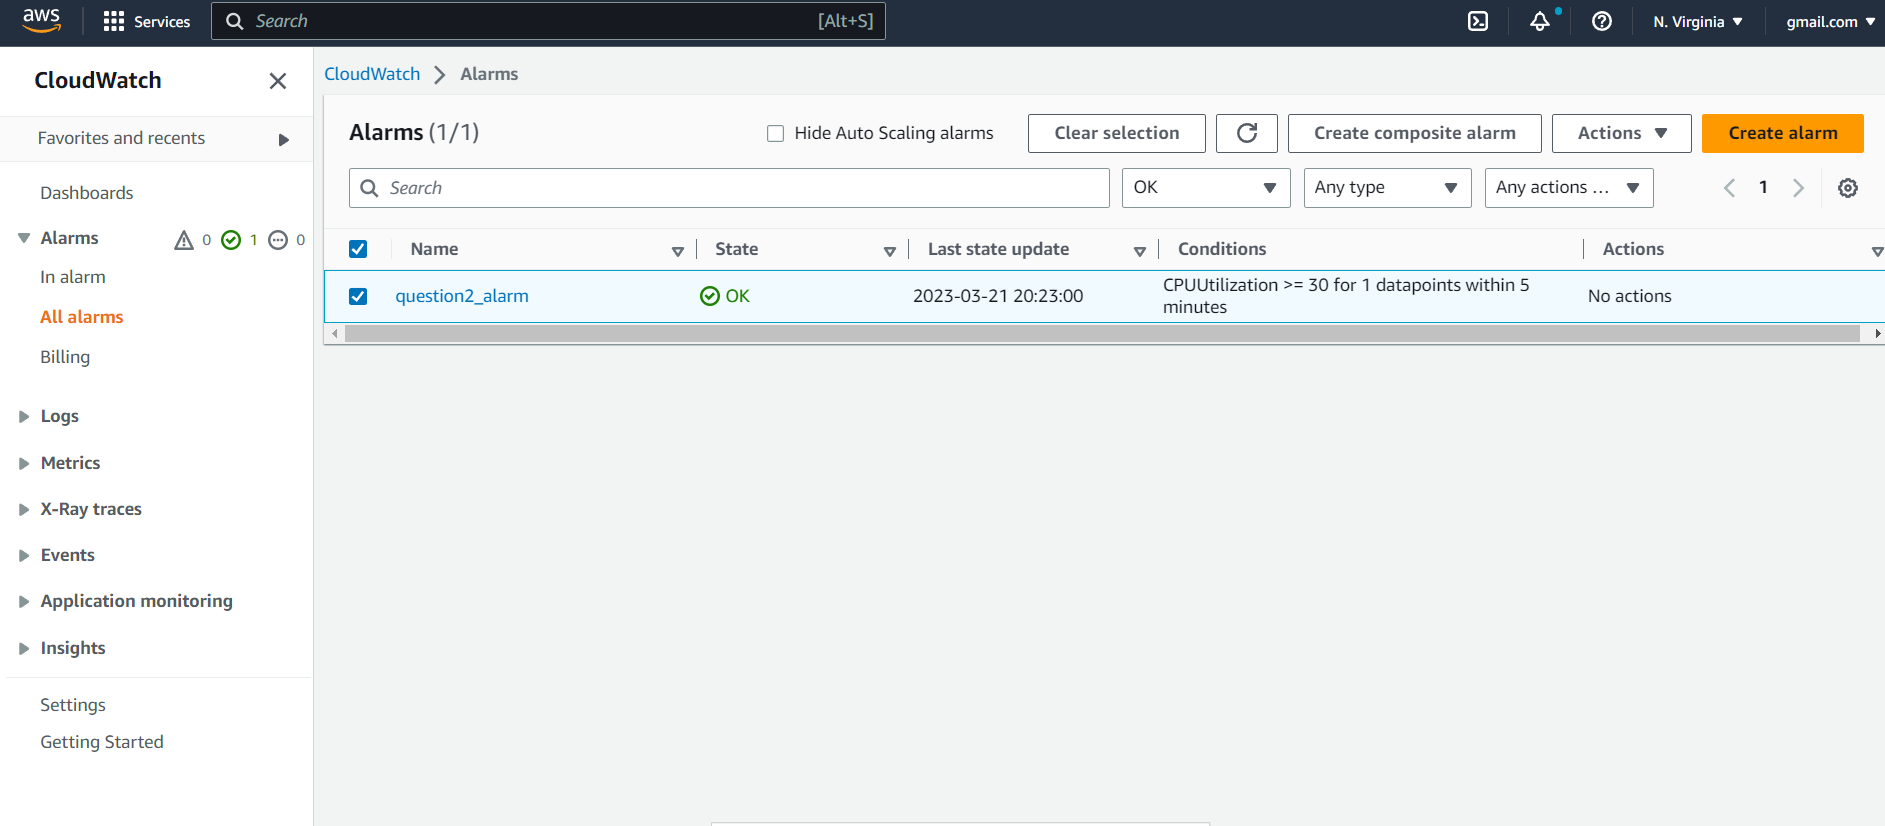 aws Services Search [Alt+S] N. Virginia gmail.com
CloudWatch
Favorites and recents
Dashboards
Alarms 0 1 0
In alarm
All alarms
Billing
Logs
Metrics
X-Ray traces
Events
Application monitoring
Insights
Settings
Getting Started
CloudWatch Alarms
Alarms (1/1) Hide Auto Scaling alarms Clear selection Create composite alarm Actions Create alarm
Search OK Any type Any actions ... 1
Name State Last state update Conditions Actions
question2_alarm OK 2023-03-21 20:23:00 CPUUtilization >= 30 for 1 datapoints within 5 No actions
minutes